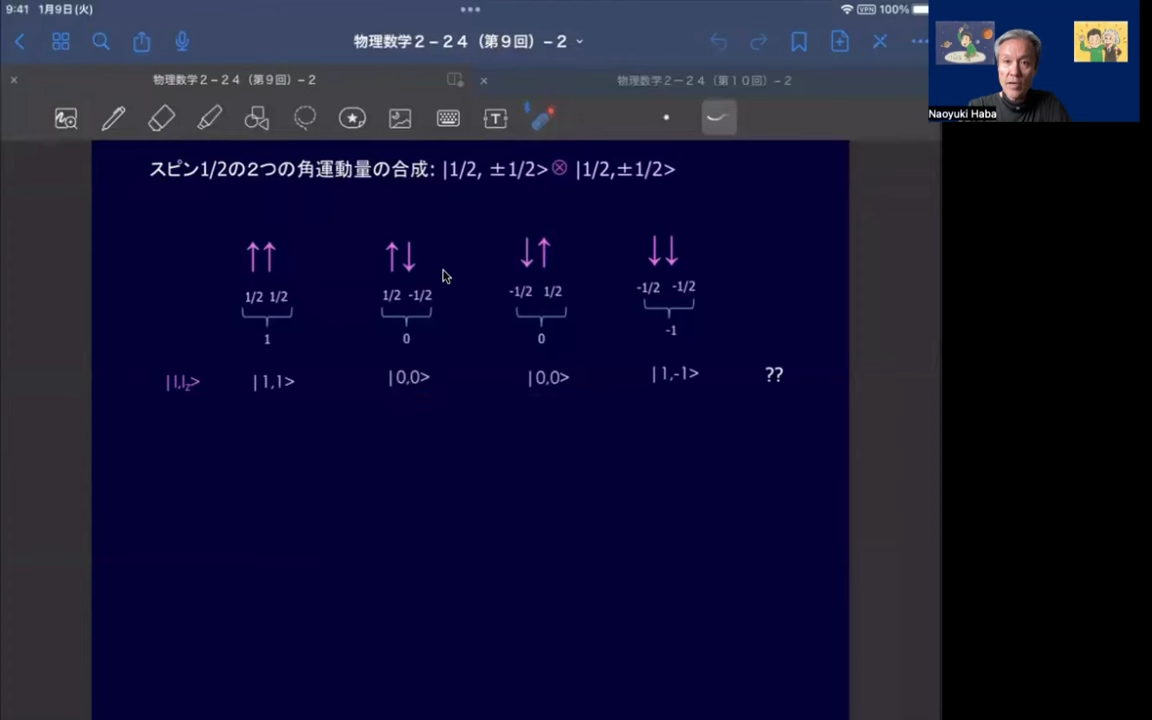 9:41 1月9日(火)
VPN 100%
物理数学2-24(第9回)-2
物理数学2-24(第9回)-2
物理数学2-24(第10回)-2
T
Naoyuki Haba
スピン1/2の2つの角運動量の合成: |1/2, ±1/2>⊗ |1/2,±1/2>
↑↑ ↑↓ ↓↑ ↓↓
1/2 1/2 1/2 -1/2 -1/2 1/2 -1/2 -1/2
1 0 0 -1
|l,lz> |1,1> |0,0> |0,0> |1,-1> ??